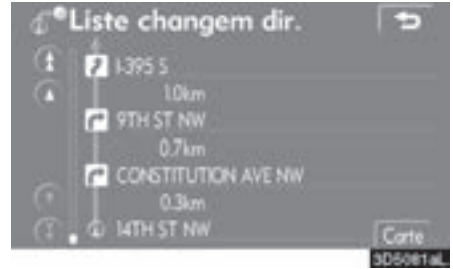 Liste changem dir.
I-395 S
1.0km
9TH ST NW
0.7km
CONSTITUTION AVE NW
0.3km
14TH ST NW
Carte
3D5081aL